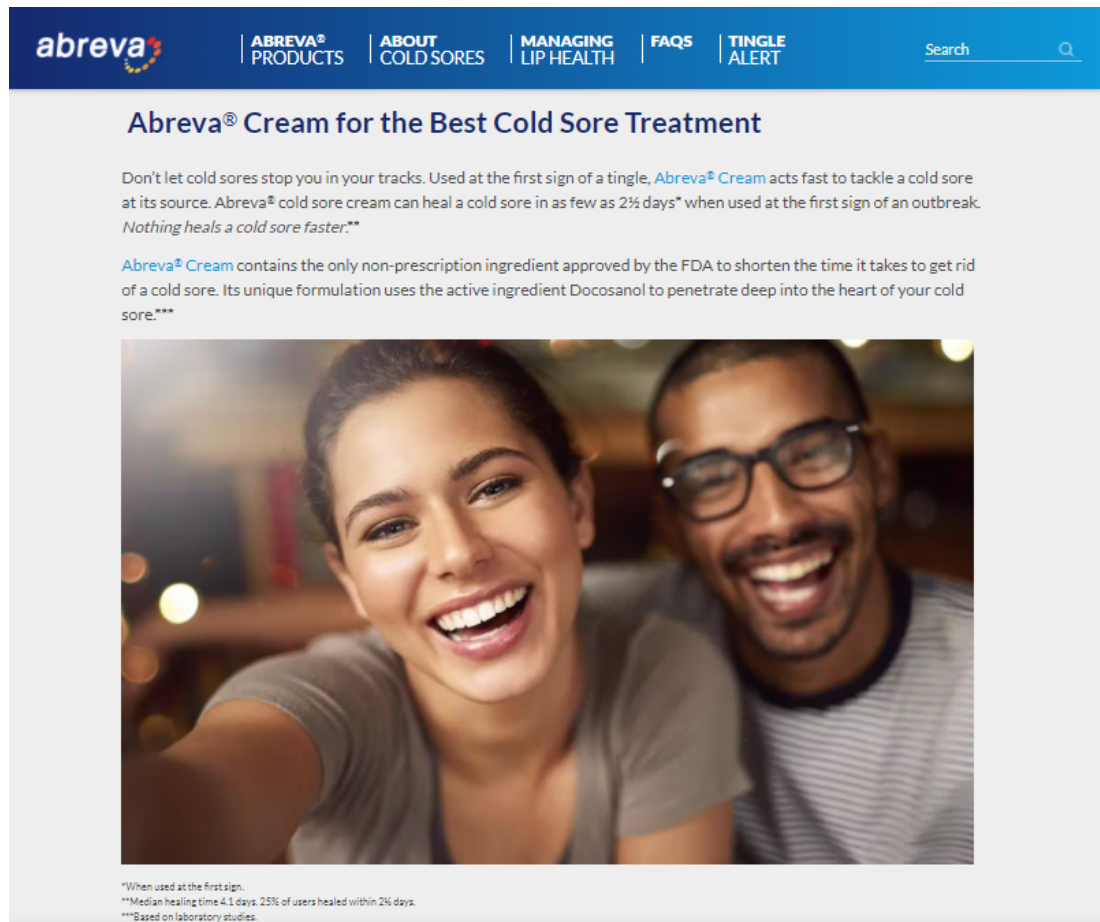 abreva
ABREVA®
PRODUCTS
ABOUT
COLD SORES
MANAGING
LIP HEALTH
FAQS
TINGLE
ALERT
Search
Abreva® Cream for the Best Cold Sore Treatment
Don't let cold sores stop you in your tracks. Used at the first sign of a tingle, Abreva® Cream acts fast to tackle a cold sore
at its source. Abreva® cold sore cream can heal a cold sore in as few as 2½ days* when used at the first sign of an outbreak.
Nothing heals a cold sore faster.**
Abreva® Cream contains the only non-prescription ingredient approved by the FDA to shorten the time it takes to get rid
of a cold sore. Its unique formulation uses the active ingredient Docosanol to penetrate deep into the heart of your cold
sore.***
*When used at the first sign.
**Median healing time 4.1 days. 25% of users healed within 2½ days.
***Based on laboratory studies.